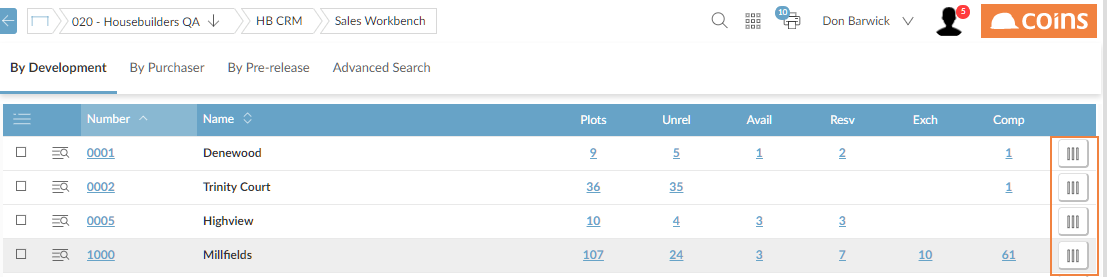 020 - Housebuilders QA HB CRM Sales Workbench 10 Don Barwick 5 coins
By Development By Purchaser By Pre-release Advanced Search
Number Name Plots Unrel Avail Resv Exch Comp
0001 Denewood 9 5 1 2 1
0002 Trinity Court 36 35 1
0005 Highview 10 4 3 3
1000 Millfields 107 24 3 7 10 61